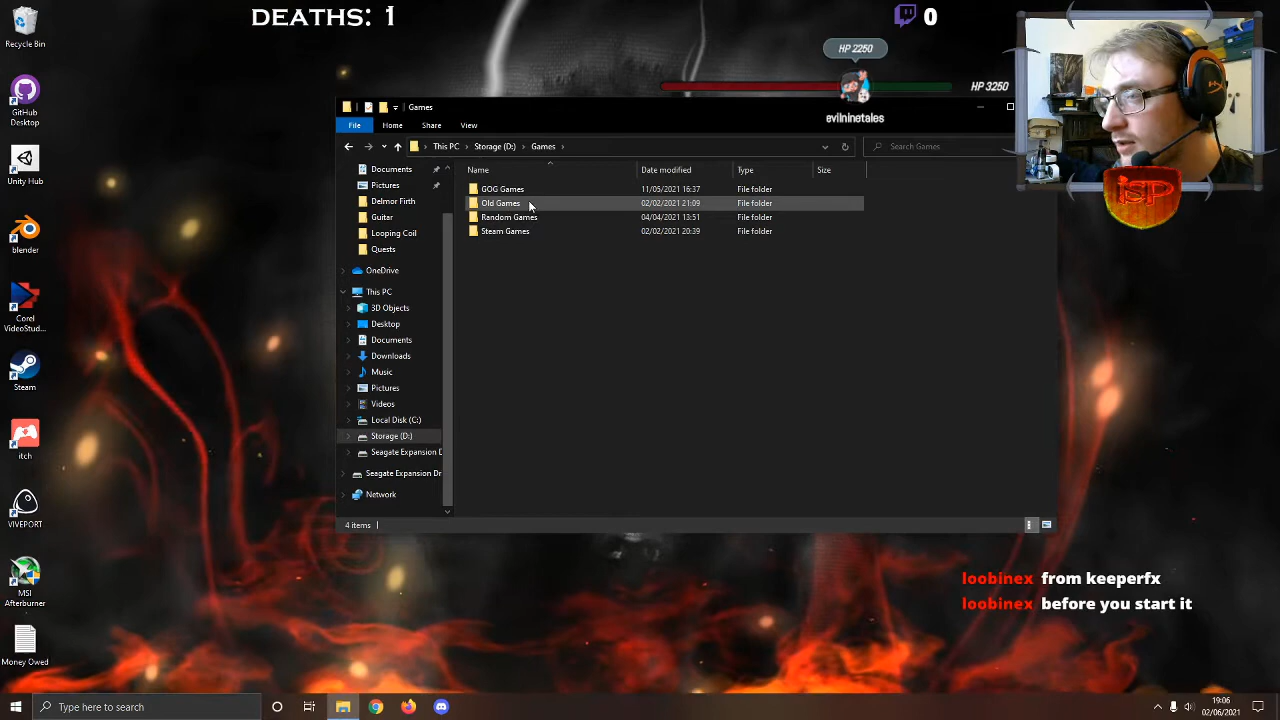 DEATHS: 1
0
HP 2250
HP 3250
evilninetales
Recycle Bin
GitHub
Desktop
Unity Hub
blender
Corel
VideoStud...
Steam
itch
VIVEPORT
MSI
Afterburner
Money Owed
Games
File
Home
Share
View
This PC > Storage (D:) > Games >
Search Games
Name
Date modified
Type
Size
GOG Games 11/05/2021 16:37 File folder
Old Games 02/02/2021 21:09 File folder
Random Games 04/04/2021 13:51 File folder
Steam Games 02/02/2021 20:39 File folder
Documents
Pictures
Delmor Firth
Guitar
Looping Coil
Quests
OneDrive
This PC
3D Objects
Desktop
Documents
Downloads
Music
Pictures
Videos
Local Disk (C:)
Storage (D:)
Seagate Expansion D
Seagate Expansion Dr
Network
4 items
iSP
loobinex from keeperfx
loobinex before you start it
Type here to search
19:06
02/06/2021